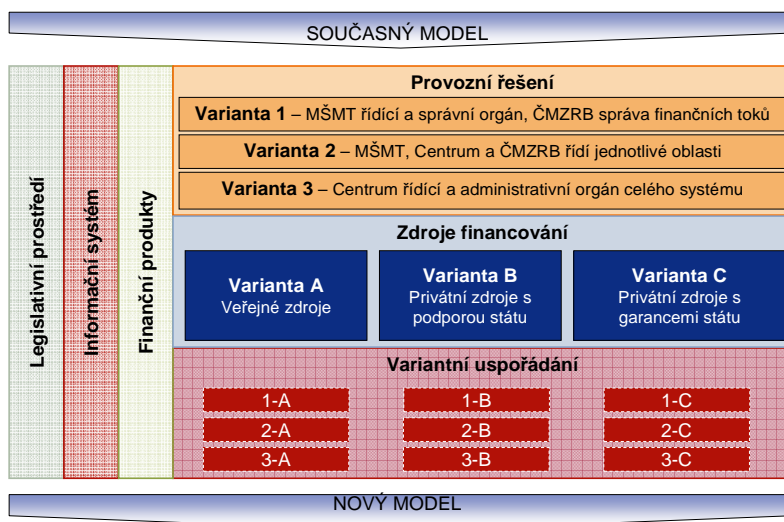 SOUČASNÝ MODEL
Legislativní prostředí
Informační systém
Finanční produkty
Provozní řešení
Varianta 1 – MŠMT řídící a správní orgán, ČMZRB správa finančních toků
Varianta 2 – MŠMT, Centrum a ČMZRB řídí jednotlivé oblasti
Varianta 3 – Centrum řídící a administrativní orgán celého systému
Zdroje financování
Varianta A
Veřejné zdroje
Varianta B
Privátní zdroje s
podporou státu
Varianta C
Privátní zdroje s
garancemi státu
Variantní uspořádání
1-A
1-B
1-C
2-A
2-B
2-C
3-A
3-B
3-C
NOVÝ MODEL